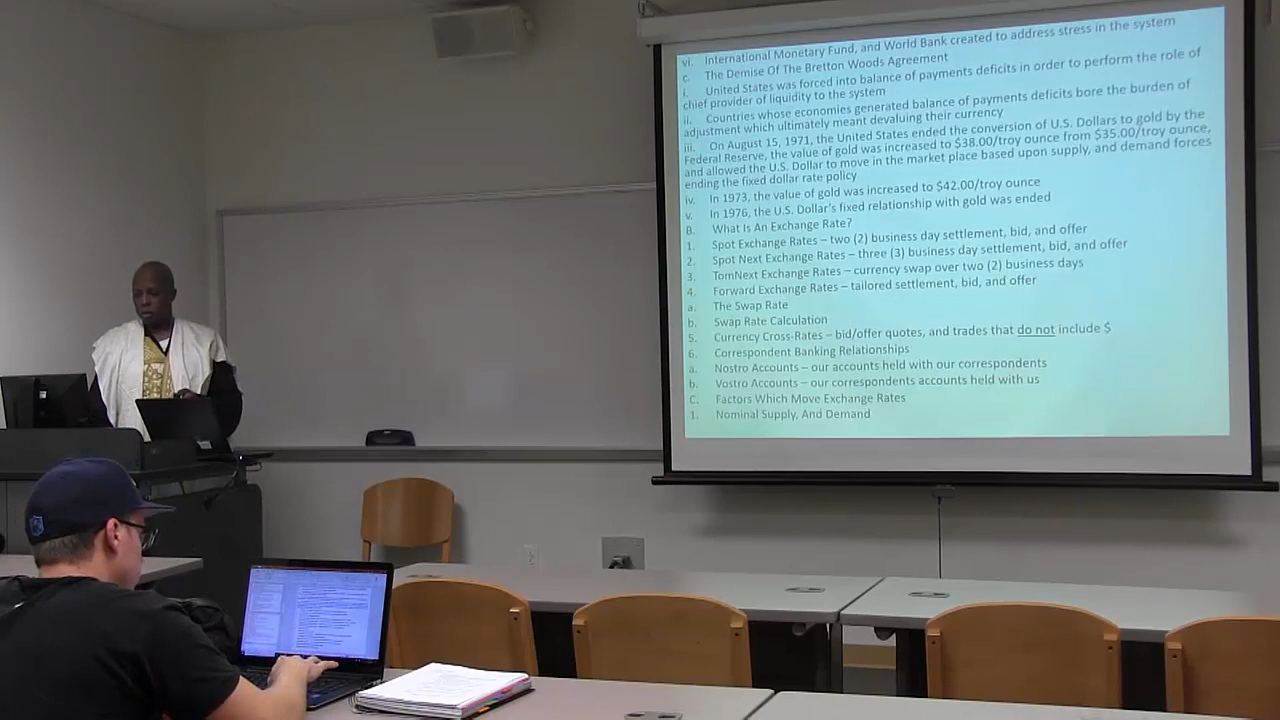 vi. International Monetary Fund, and World Bank created to address stress in the system
c. The Demise Of The Bretton Woods Agreement
i. United States was forced into balance of payments deficits in order to perform the role of
chief provider of liquidity to the system
ii. Countries whose economies generated balance of payments deficits bore the burden of
adjustment which ultimately meant devaluing their currency
iii. On August 15, 1971, the United States ended the conversion of U.S. Dollars to gold by the
Federal Reserve, the value of gold was increased to $38.00/troy ounce from $35.00/troy ounce,
and allowed the U.S. Dollar to move in the market place based upon supply, and demand forces
ending the fixed dollar rate policy
iv. In 1973, the value of gold was increased to $42.00/troy ounce
v. In 1976, the U.S. Dollar's fixed relationship with gold was ended
B. What Is An Exchange Rate?
1. Spot Exchange Rates – two (2) business day settlement, bid, and offer
2. Spot Next Exchange Rates – three (3) business day settlement, bid, and offer
3. TomNext Exchange Rates – currency swap over two (2) business days
4. Forward Exchange Rates – tailored settlement, bid, and offer
a. The Swap Rate
b. Swap Rate Calculation
5. Currency Cross-Rates – bid/offer quotes, and trades that do not include $
6. Correspondent Banking Relationships
a. Nostro Accounts – our accounts held with our correspondents
b. Vostro Accounts – our correspondents accounts held with us
C. Factors Which Move Exchange Rates
1. Nominal Supply, And Demand